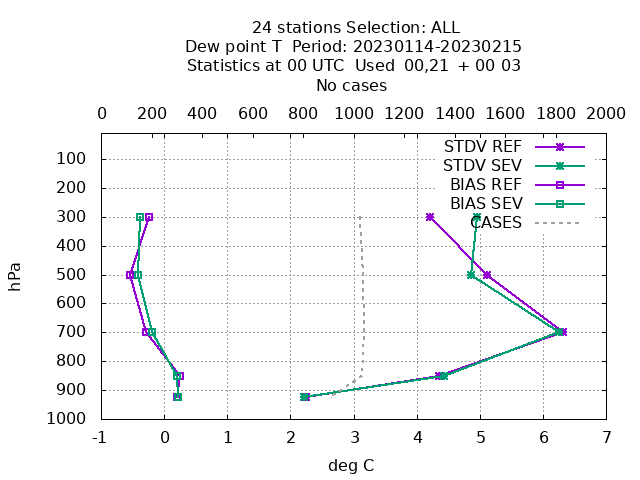 24 stations Selection: ALL
Dew point T  Period: 20230114-20230215
Statistics at 00 UTC  Used  00,21  + 00 03
No cases
0 200 400 600 800 1000 1200 1400 1600 1800 2000
STDV REF
STDV SEV
BIAS REF
BIAS SEV
CASES
100
200
300
400
500
600
700
800
900
1000
hPa
-1 0 1 2 3 4 5 6 7
deg C